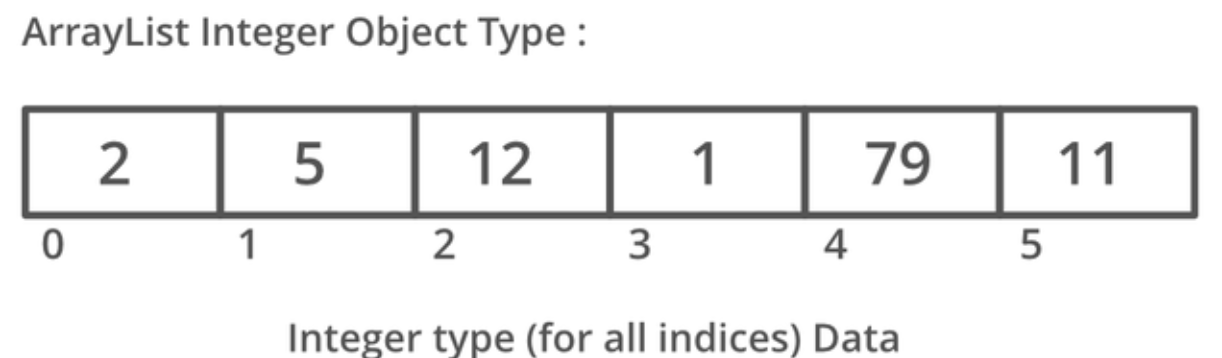 ArrayList Integer Object Type :
2 5 12 1 79 11
0 1 2 3 4 5
Integer type (for all indices) Data